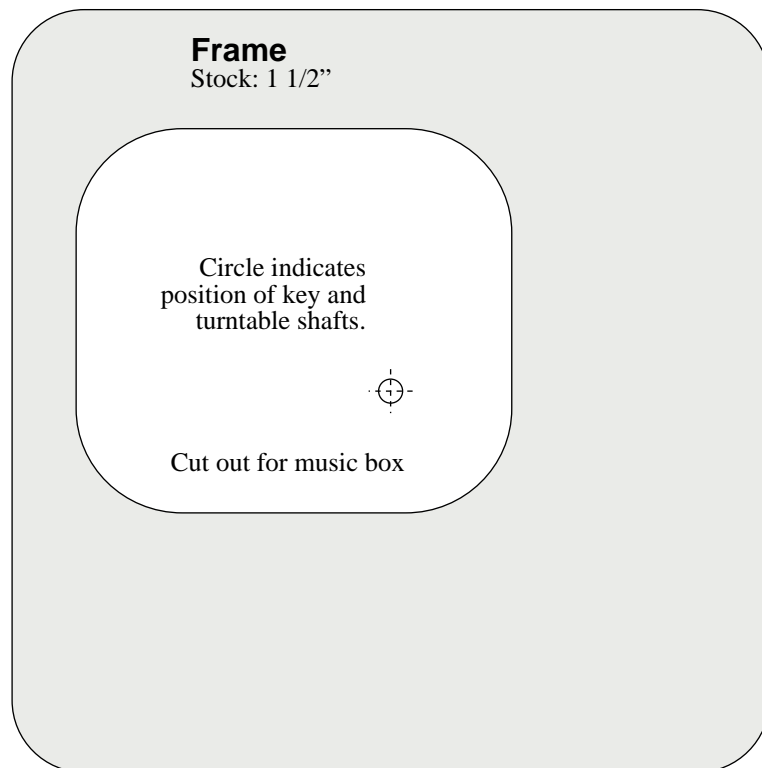 Frame
Stock: 1 1/2”
Circle indicates
position of key and
turntable shafts.
Cut out for music box